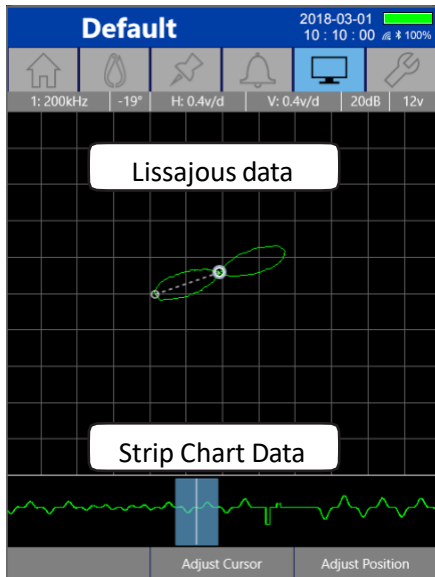 Default
2018-03-01
10 : 10 : 00 100%
1: 200kHz -19° H: 0.4v/d V: 0.4v/d 20dB 12v
Lissajous data
Strip Chart Data
Adjust Cursor Adjust Position